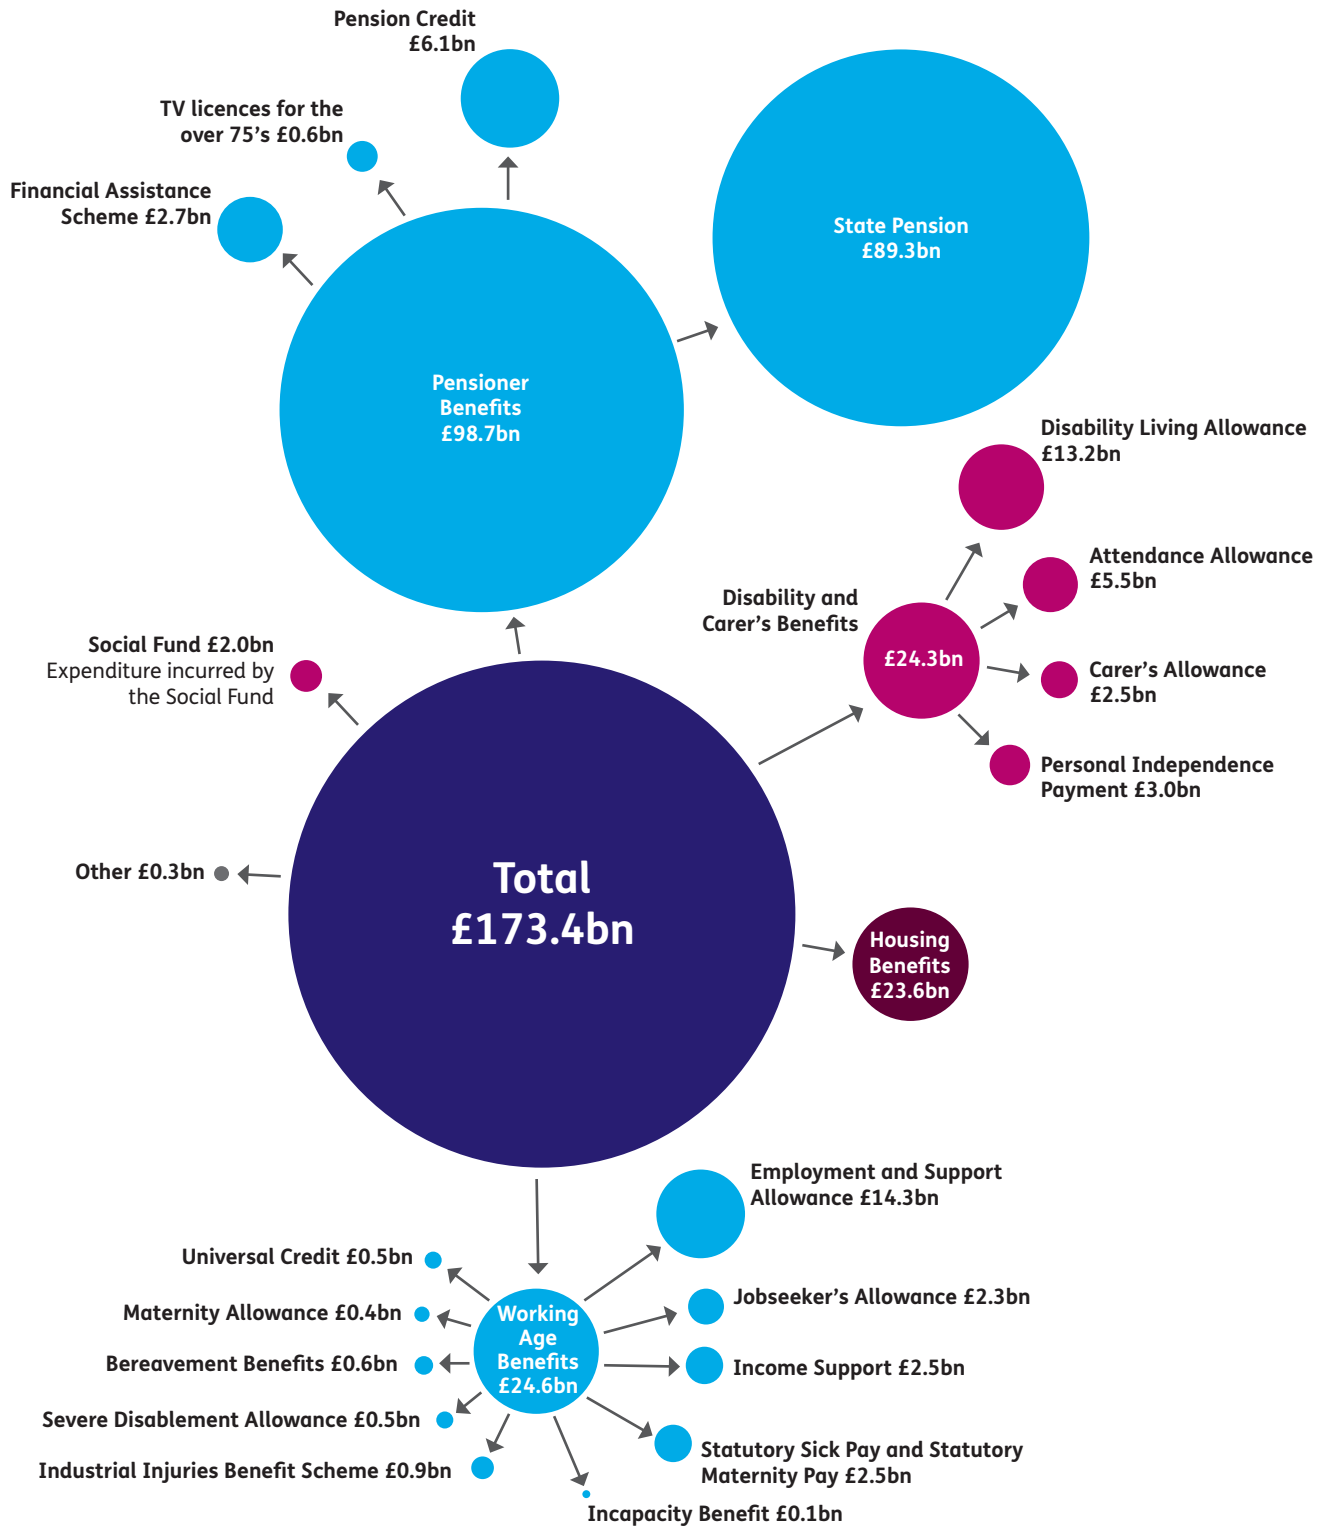 Pension Credit
£6.1bn
TV licences for the
over 75’s £0.6bn
Financial Assistance
Scheme £2.7bn
State Pension
£89.3bn
Pensioner
Benefits
£98.7bn
Disability Living Allowance
£13.2bn
Attendance Allowance
£5.5bn
Disability and
Carer’s Benefits
£24.3bn
Carer’s Allowance
£2.5bn
Personal Independence
Payment £3.0bn
Social Fund £2.0bn
Expenditure incurred by
the Social Fund
Other £0.3bn
Total
£173.4bn
Housing
Benefits
£23.6bn
Employment and Support
Allowance £14.3bn
Universal Credit £0.5bn
Maternity Allowance £0.4bn
Bereavement Benefits £0.6bn
Severe Disablement Allowance £0.5bn
Industrial Injuries Benefit Scheme £0.9bn
Working
Age
Benefits
£24.6bn
Jobseeker’s Allowance £2.3bn
Income Support £2.5bn
Statutory Sick Pay and Statutory
Maternity Pay £2.5bn
Incapacity Benefit £0.1bn